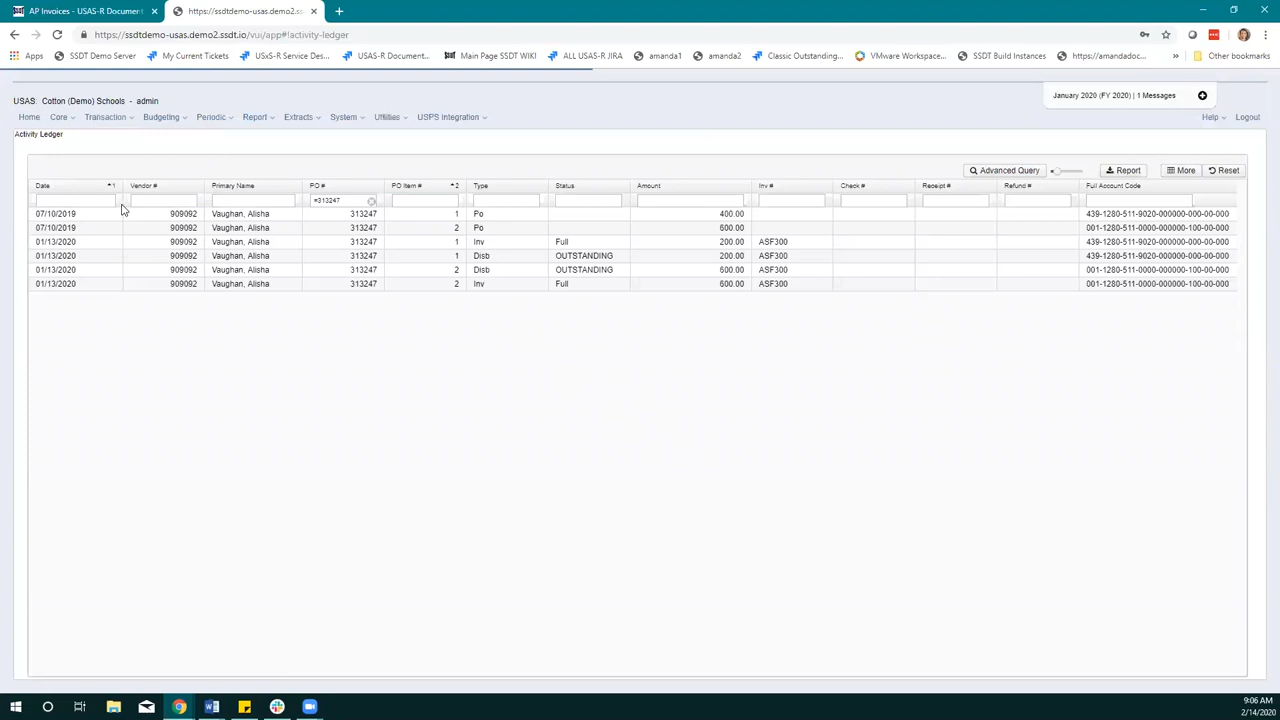 AP Invoices - USAS-R Document
https://ssdtdemo-usas.demo2.ssdt.
https://ssdtdemo-usas.demo2.ssdt.io/vui/app#!activity-ledger
Apps SSDT Demo Server My Current Tickets USxS-R Service Des... USAS-R Document... Main Page SSDT WIKI ALL USAS-R JIRA amanda1 amanda2 Classic Outstanding... VMware Workspace... SSDT Build Instances https://amandadoc... » Other bookmarks
January 2020 (FY 2020) | 1 Messages
USAS: Cotton (Demo) Schools - admin
Home Core Transaction Budgeting Periodic Report Extracts System Utilities USPS Integration Help Logout
Activity Ledger
Advanced Query Report More Reset
Date 1 Vendor # Primary Name PO # PO Item # 2 Type Status Amount Inv # Check # Receipt # Refund # Full Account Code
=313247
07/10/2019 909092 Vaughan, Alisha 313247 1 Po 400.00 439-1280-511-9020-000000-000-00-000
07/10/2019 909092 Vaughan, Alisha 313247 2 Po 600.00 001-1280-511-0000-000000-100-00-000
01/13/2020 909092 Vaughan, Alisha 313247 1 Inv Full 200.00 ASF300 439-1280-511-9020-000000-000-00-000
01/13/2020 909092 Vaughan, Alisha 313247 1 Disb OUTSTANDING 200.00 ASF300 439-1280-511-9020-000000-000-00-000
01/13/2020 909092 Vaughan, Alisha 313247 2 Disb OUTSTANDING 600.00 ASF300 001-1280-511-0000-000000-100-00-000
01/13/2020 909092 Vaughan, Alisha 313247 2 Inv Full 600.00 ASF300 001-1280-511-0000-000000-100-00-000
9:06 AM
2/14/2020